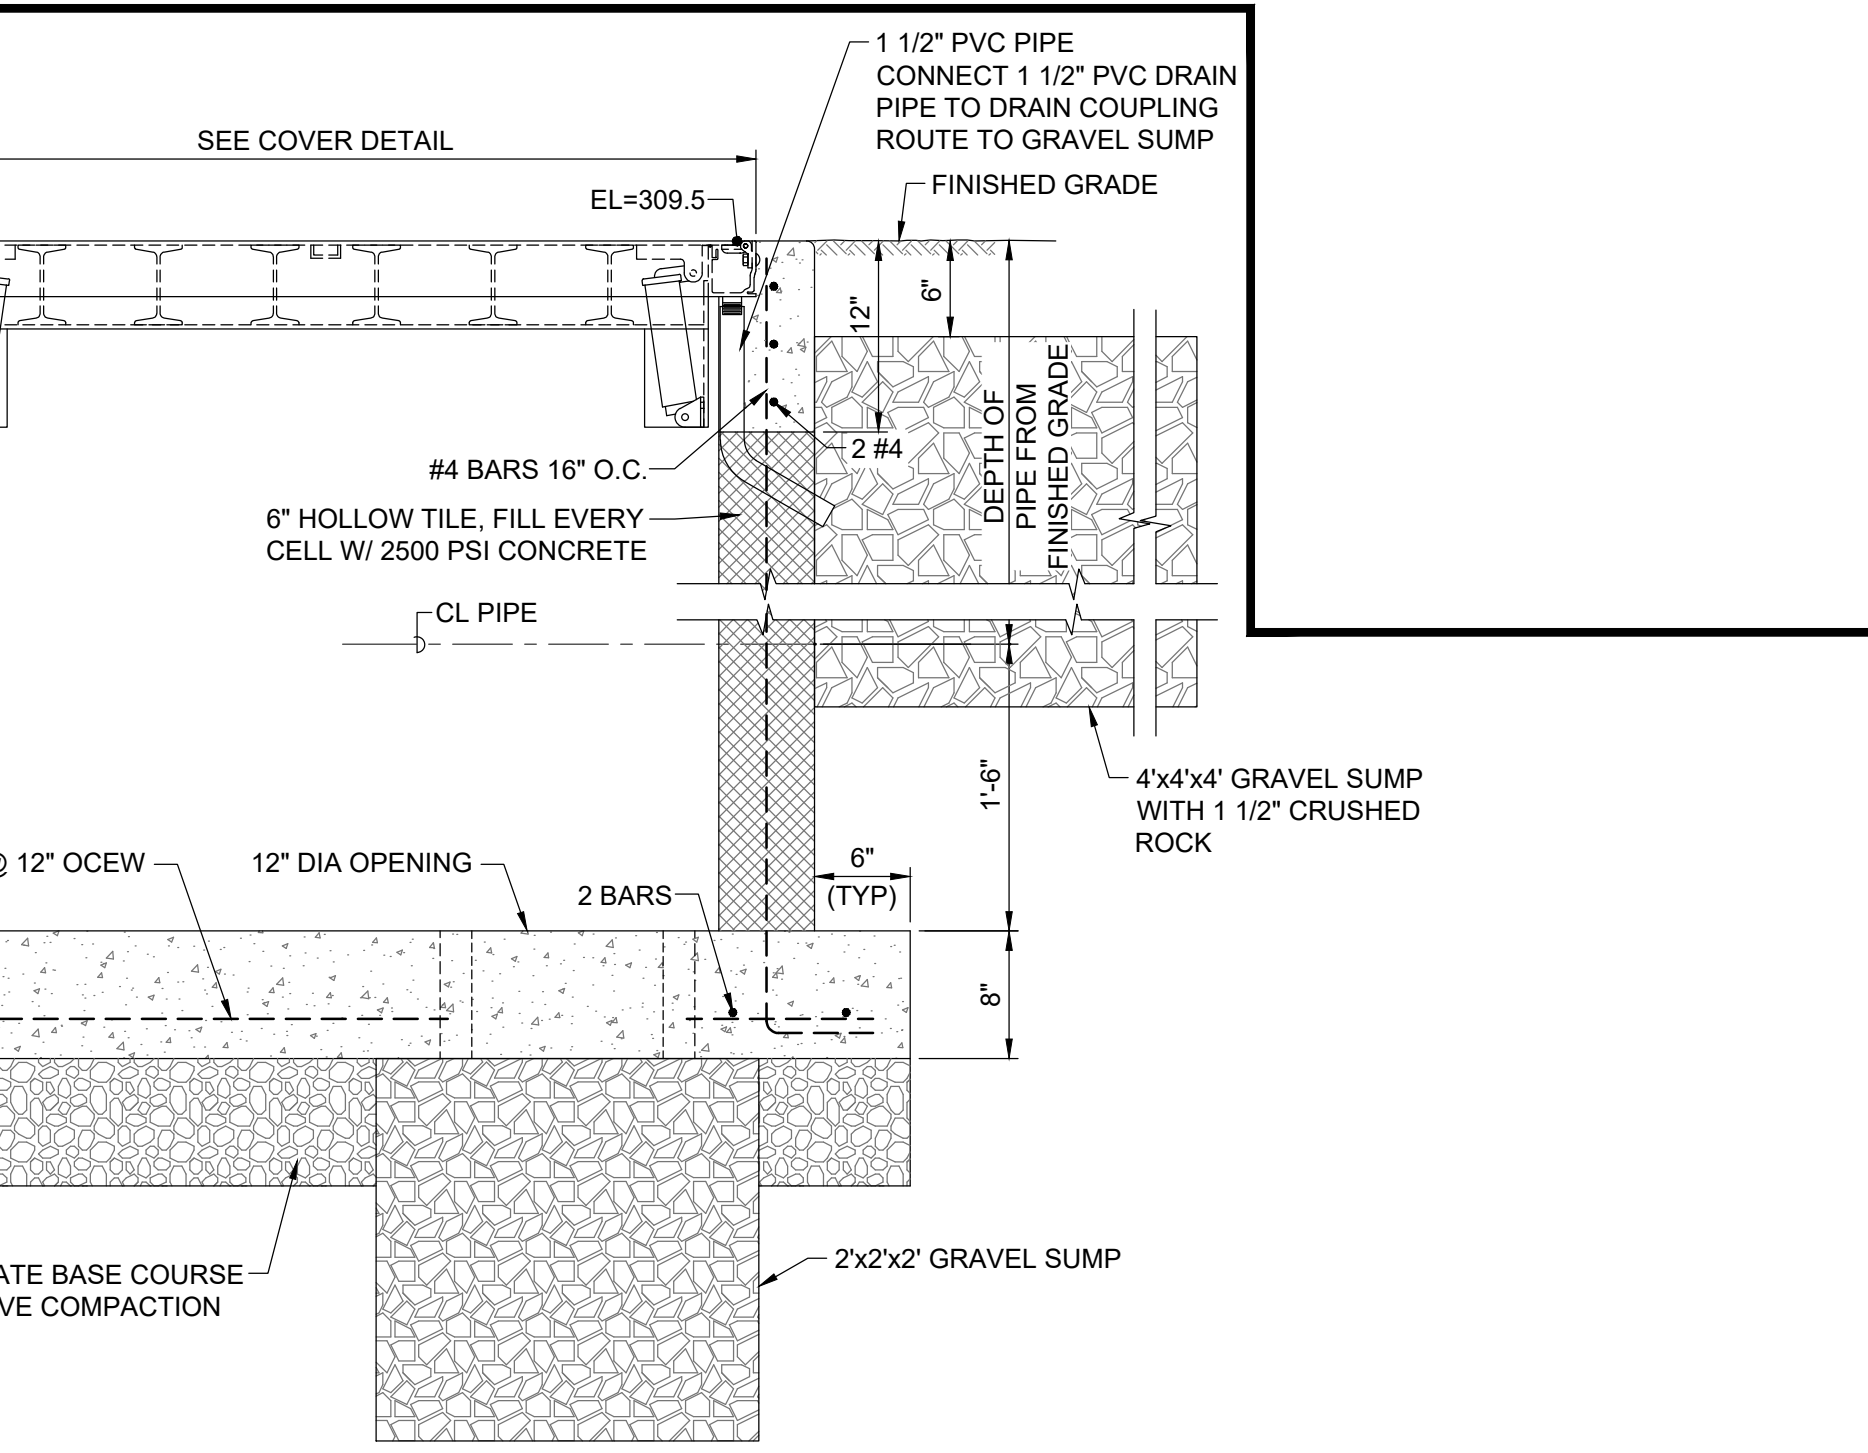 1 1/2" PVC PIPE
CONNECT 1 1/2" PVC DRAIN
PIPE TO DRAIN COUPLING
ROUTE TO GRAVEL SUMP
SEE COVER DETAIL
FINISHED GRADE
EL=309.5
12"
6"
DEPTH OF
PIPE FROM
FINISHED GRADE
2 #4
#4 BARS 16" O.C.
6" HOLLOW TILE, FILL EVERY
CELL W/ 2500 PSI CONCRETE
CL PIPE
1'-6"
4'x4'x4' GRAVEL SUMP
WITH 1 1/2" CRUSHED
ROCK
@ 12" OCEW
12" DIA OPENING
2 BARS
6"
(TYP)
8"
2'x2'x2' GRAVEL SUMP
ATE BASE COURSE
VE COMPACTION